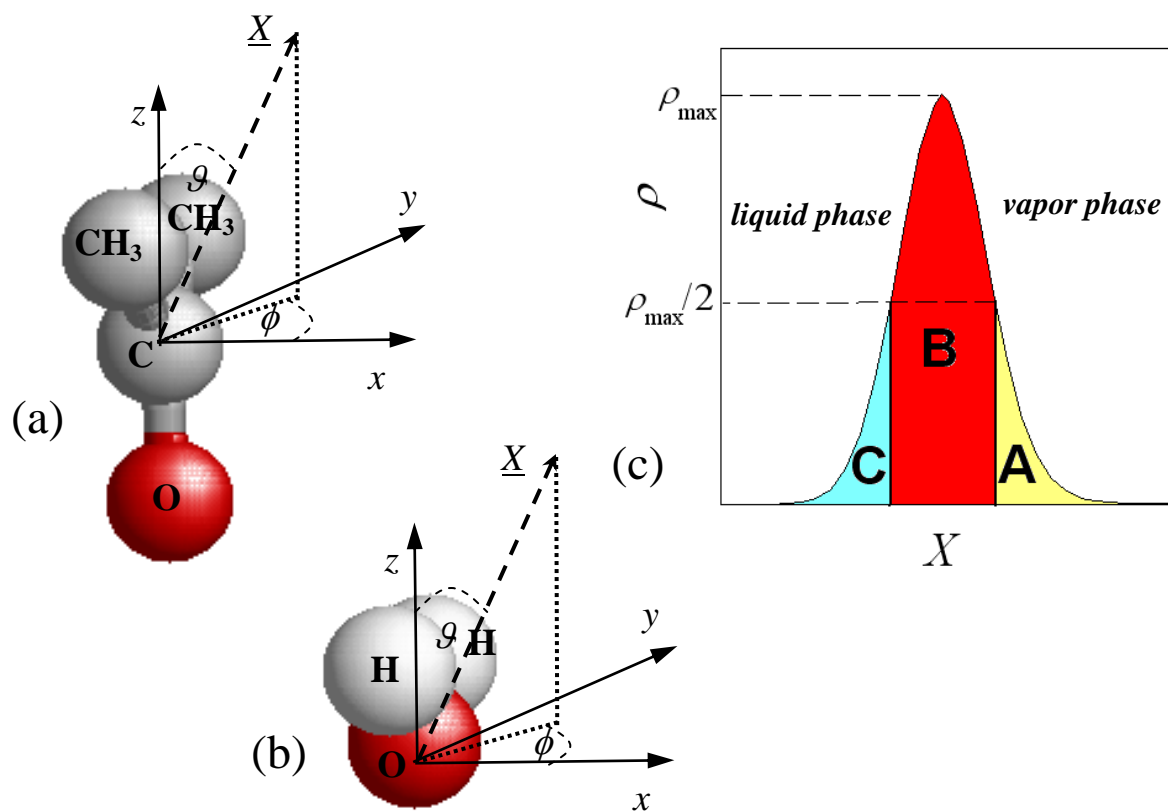 X
z
ϑ
y
CH₃
CH₃
ϕ
C
x
(a)
O
X
z
ϑ
H
y
H
(b)
O
ϕ
x
ρmax
ρ
liquid phase
vapor phase
ρmax/2
B
(c)
C
A
X